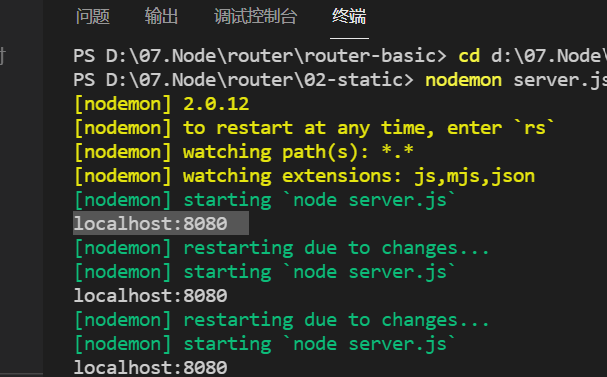 问题 输出 调试控制台 终端
PS D:\07.Node\router\router-basic> cd d:\07.Node\
PS D:\07.Node\router\02-static> nodemon server.js
[nodemon] 2.0.12
[nodemon] to restart at any time, enter `rs`
[nodemon] watching path(s): *.*
[nodemon] watching extensions: js,mjs,json
[nodemon] starting `node server.js`
localhost:8080
[nodemon] restarting due to changes...
[nodemon] starting `node server.js`
localhost:8080
[nodemon] restarting due to changes...
[nodemon] starting `node server.js`
localhost:8080